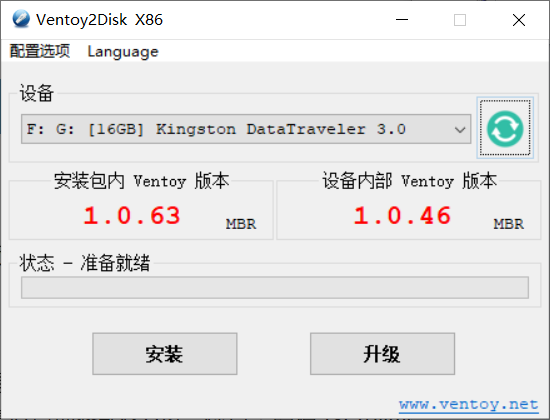 Ventoy2Disk X86
配置选项 Language
设备
F: G: [16GB] Kingston DataTraveler 3.0
安装包内 Ventoy 版本 设备内部 Ventoy 版本
1.0.63 MBR 1.0.46 MBR
状态 - 准备就绪
安装 升级
www.ventoy.net